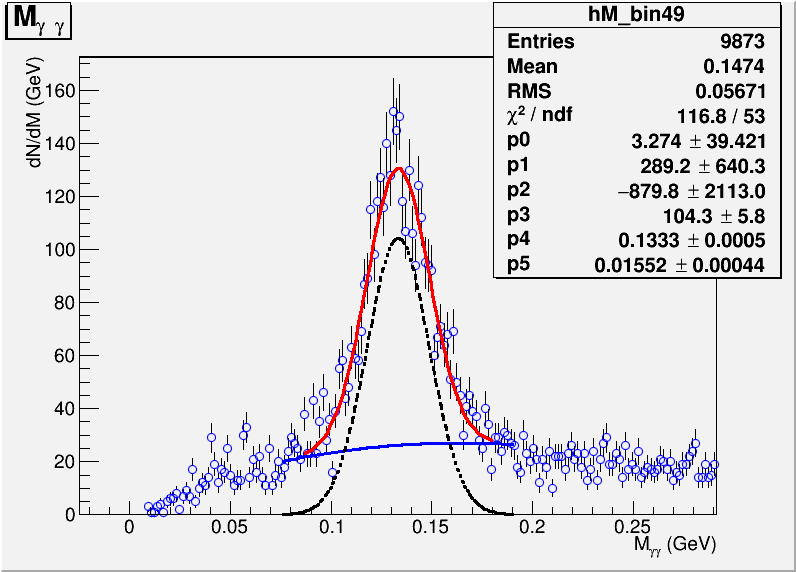 M γ γ
hM_bin49
Entries 9873
Mean 0.1474
RMS 0.05671
χ² / ndf 116.8 / 53
p0 3.274 ± 39.421
p1 289.2 ± 640.3
p2 −879.8 ± 2113.0
p3 104.3 ± 5.8
p4 0.1333 ± 0.0005
p5 0.01552 ± 0.00044
dN/dM (GeV)
160
140
120
100
80
60
40
20
0
0 0.05 0.1 0.15 0.2 0.25
Mγγ (GeV)